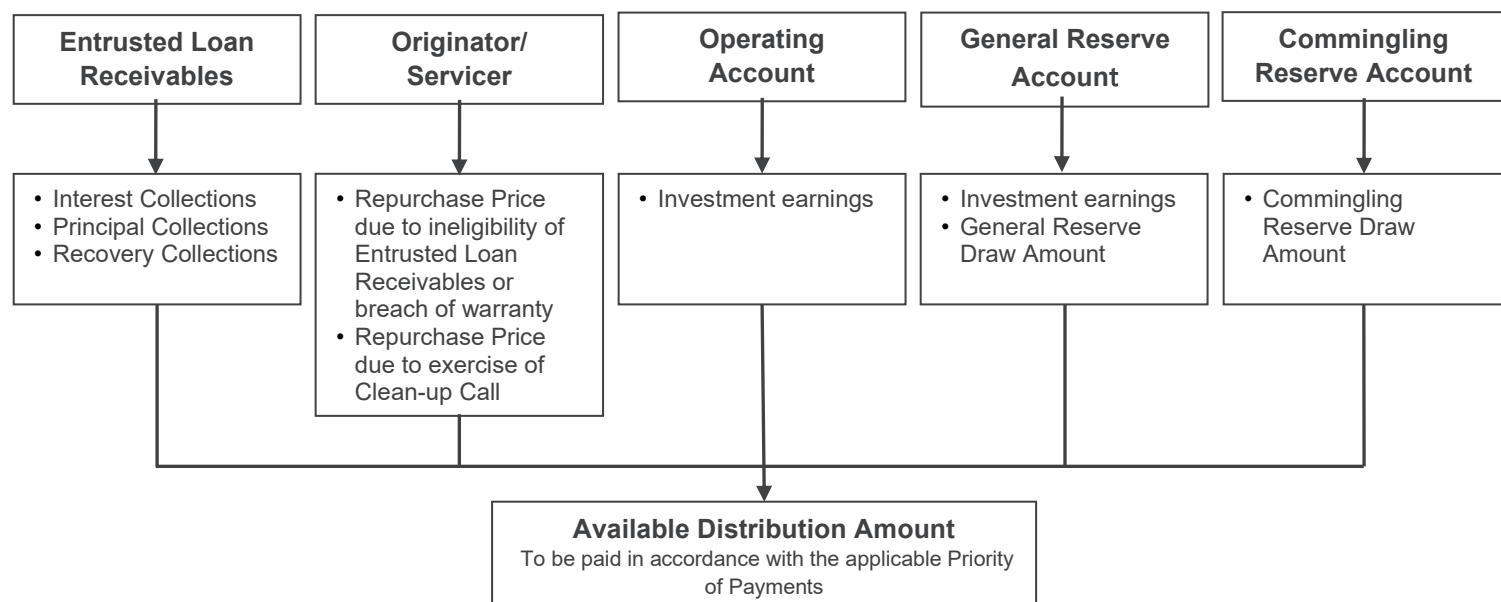 Entrusted Loan
Receivables
Originator/
Servicer
Operating
Account
General Reserve
Account
Commingling
Reserve Account
• Interest Collections
• Principal Collections
• Recovery Collections
• Repurchase Price
due to ineligibility of
Entrusted Loan
Receivables or
breach of warranty
• Repurchase Price
due to exercise of
Clean-up Call
• Investment earnings
• Investment earnings
• General Reserve
Draw Amount
• Commingling
Reserve Draw
Amount
Available Distribution Amount
To be paid in accordance with the applicable Priority
of Payments